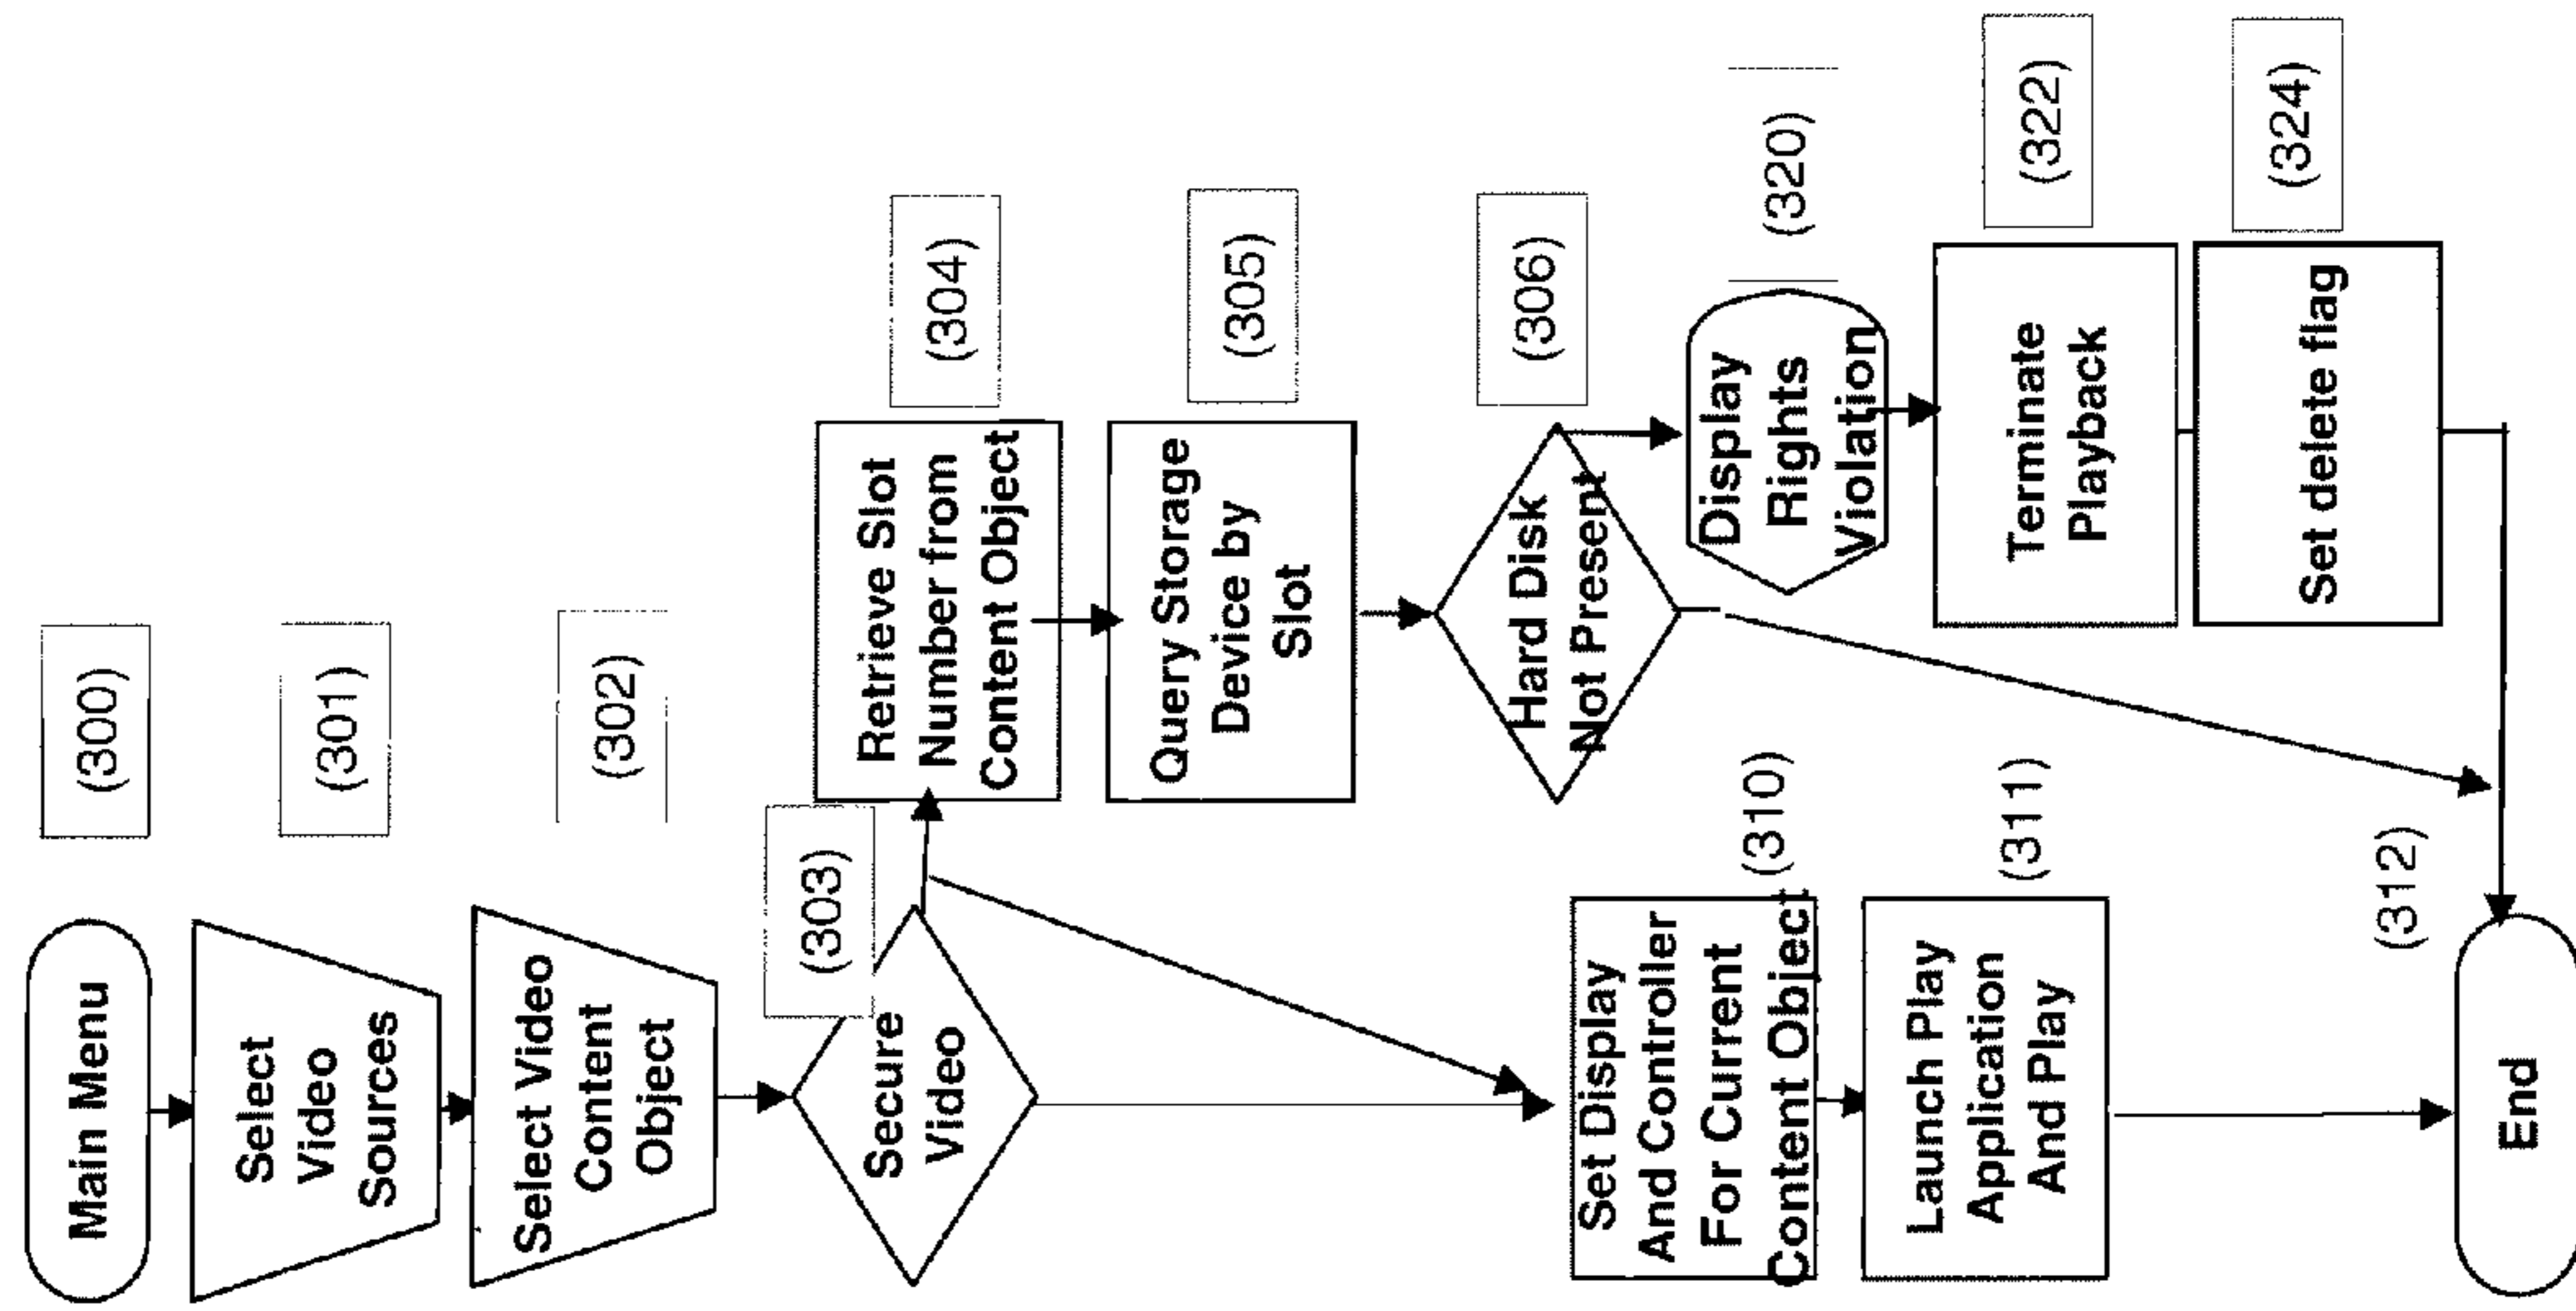 Main Menu
(300)
Select
Video
Sources
(301)
Select Video
Content
Object
(302)
Secure
Video
(303)
Retrieve Slot
Number from
Content Object
(304)
Query Storage
Device by
Slot
(305)
Hard Disk
Not Present
(306)
Display
Rights
Violation
(320)
Terminate
Playback
(322)
Set delete flag
(324)
Set Display
And Controller
For Current
Content Object
(310)
Launch Play
Application
And Play
(311)
(312)
End